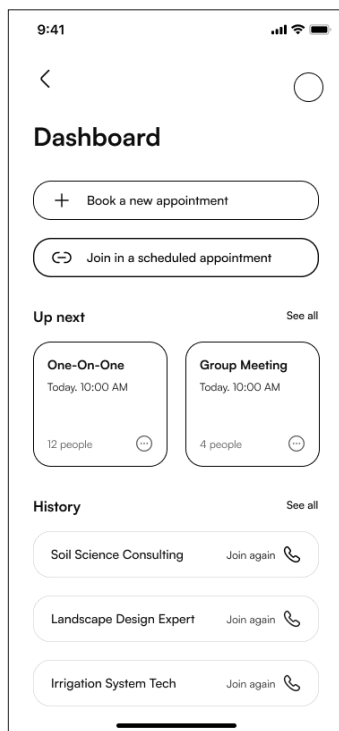 9:41
Dashboard
Book a new appointment
Join in a scheduled appointment
Up next See all
One-On-One
Today. 10:00 AM
12 people
Group Meeting
Today. 10:00 AM
4 people
History See all
Soil Science Consulting Join again
Landscape Design Expert Join again
Irrigation System Tech Join again